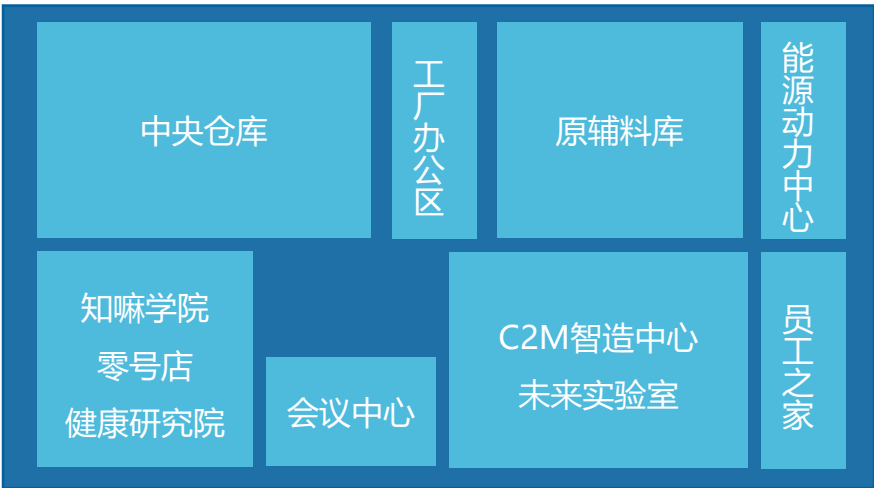 中央仓库
工厂办公区
原辅料库
能源动力中心
知嘛学院
零号店
健康研究院
会议中心
C2M智造中心
未来实验室
员工之家